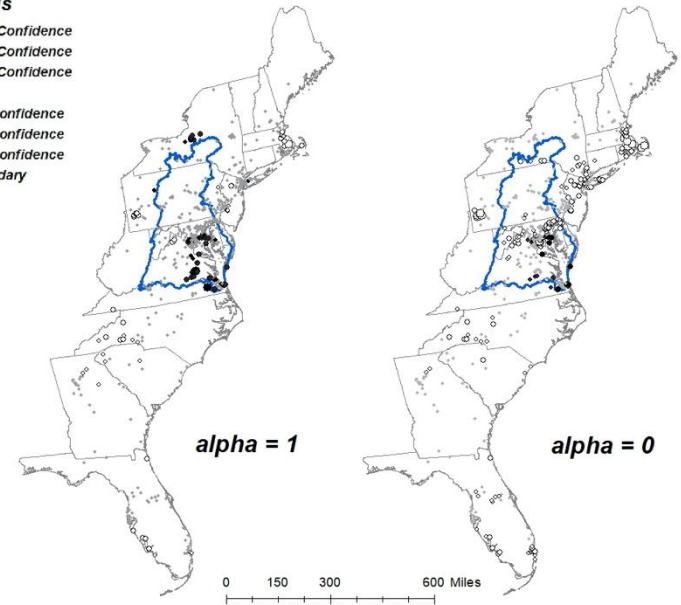 Confidence
Confidence
Confidence
onfidence
onfidence
onfidence
dary
alpha = 1
alpha = 0
0 150 300 600 Miles